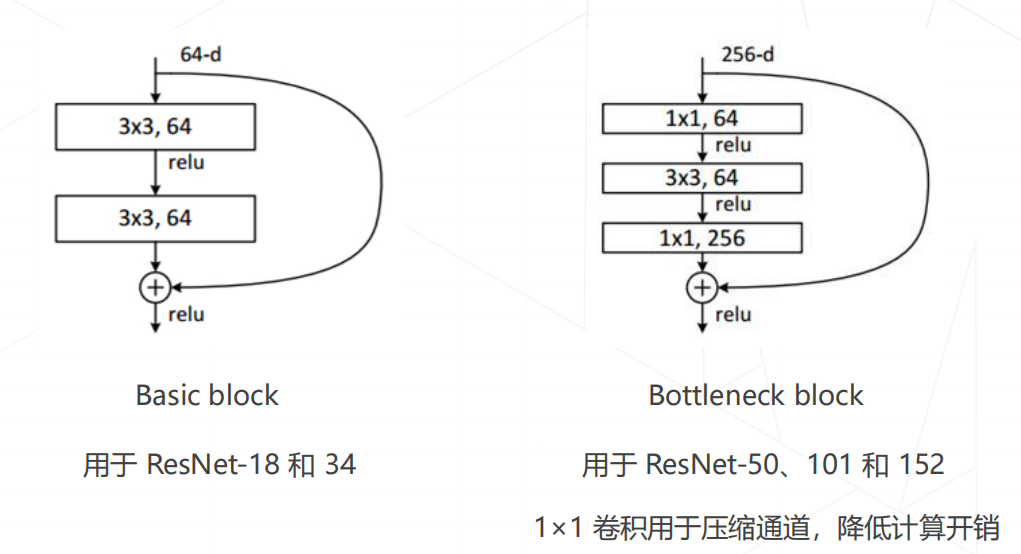 64-d
3x3, 64
relu
3x3, 64
relu
Basic block
用于 ResNet-18 和 34
256-d
1x1, 64
relu
3x3, 64
relu
1x1, 256
relu
Bottleneck block
用于 ResNet-50、101 和 152
1×1 卷积用于压缩通道，降低计算开销